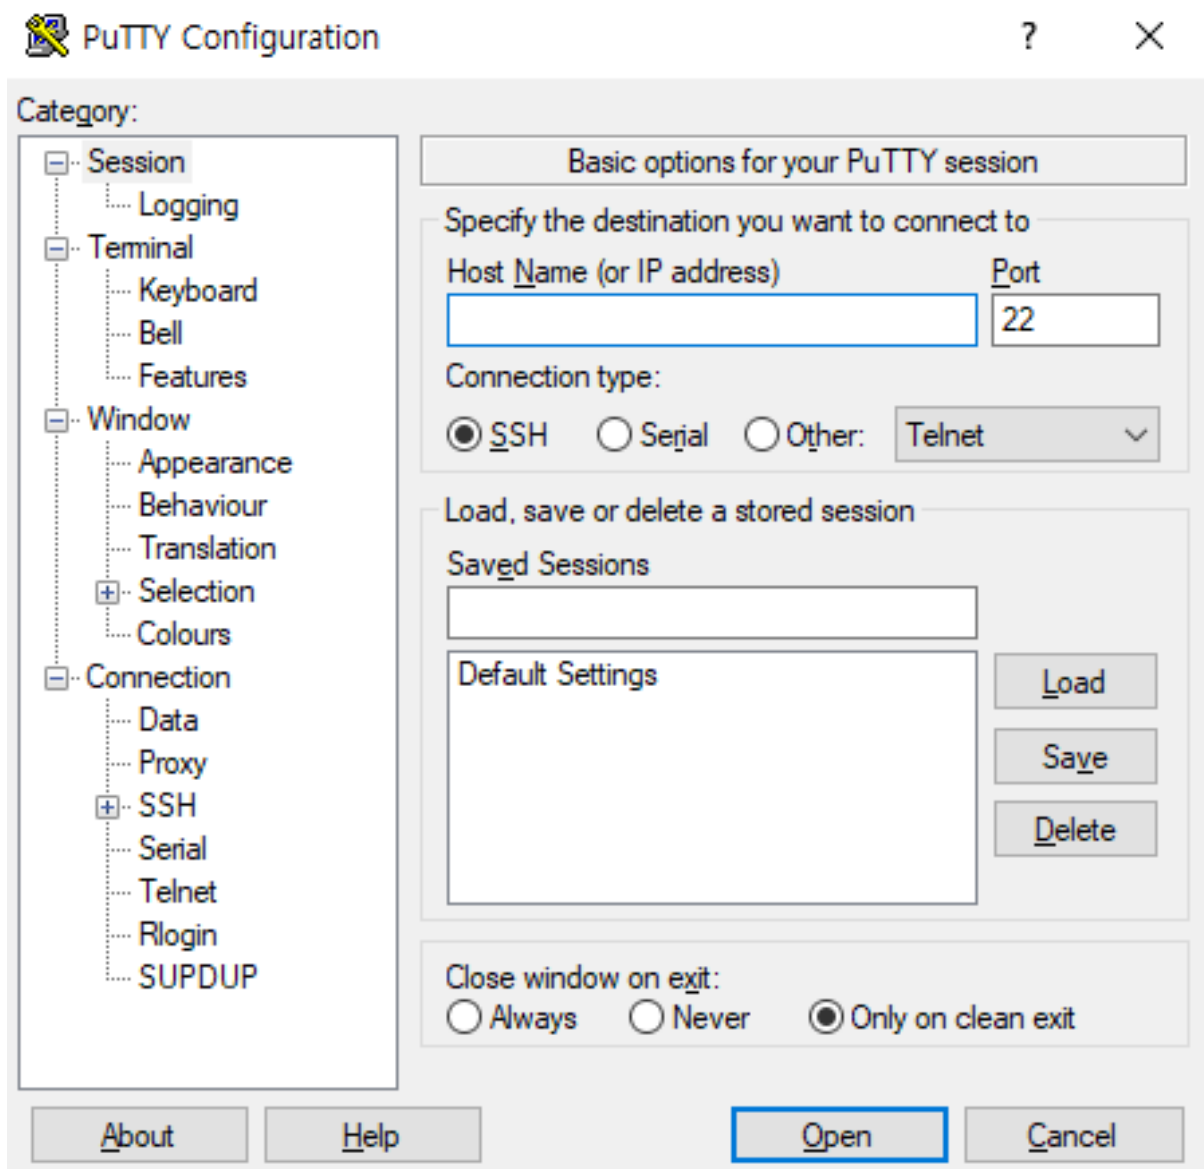 PuTTY Configuration
?
Category:
Session
Logging
Terminal
Keyboard
Bell
Features
Window
Appearance
Behaviour
Translation
Selection
Colours
Connection
Data
Proxy
SSH
Serial
Telnet
Rlogin
SUPDUP
Basic options for your PuTTY session
Specify the destination you want to connect to
Host Name (or IP address) Port
22
Connection type:
SSH Serial Other: Telnet
Load, save or delete a stored session
Saved Sessions
Default Settings
Load
Save
Delete
Close window on exit:
Always Never Only on clean exit
About Help Open Cancel